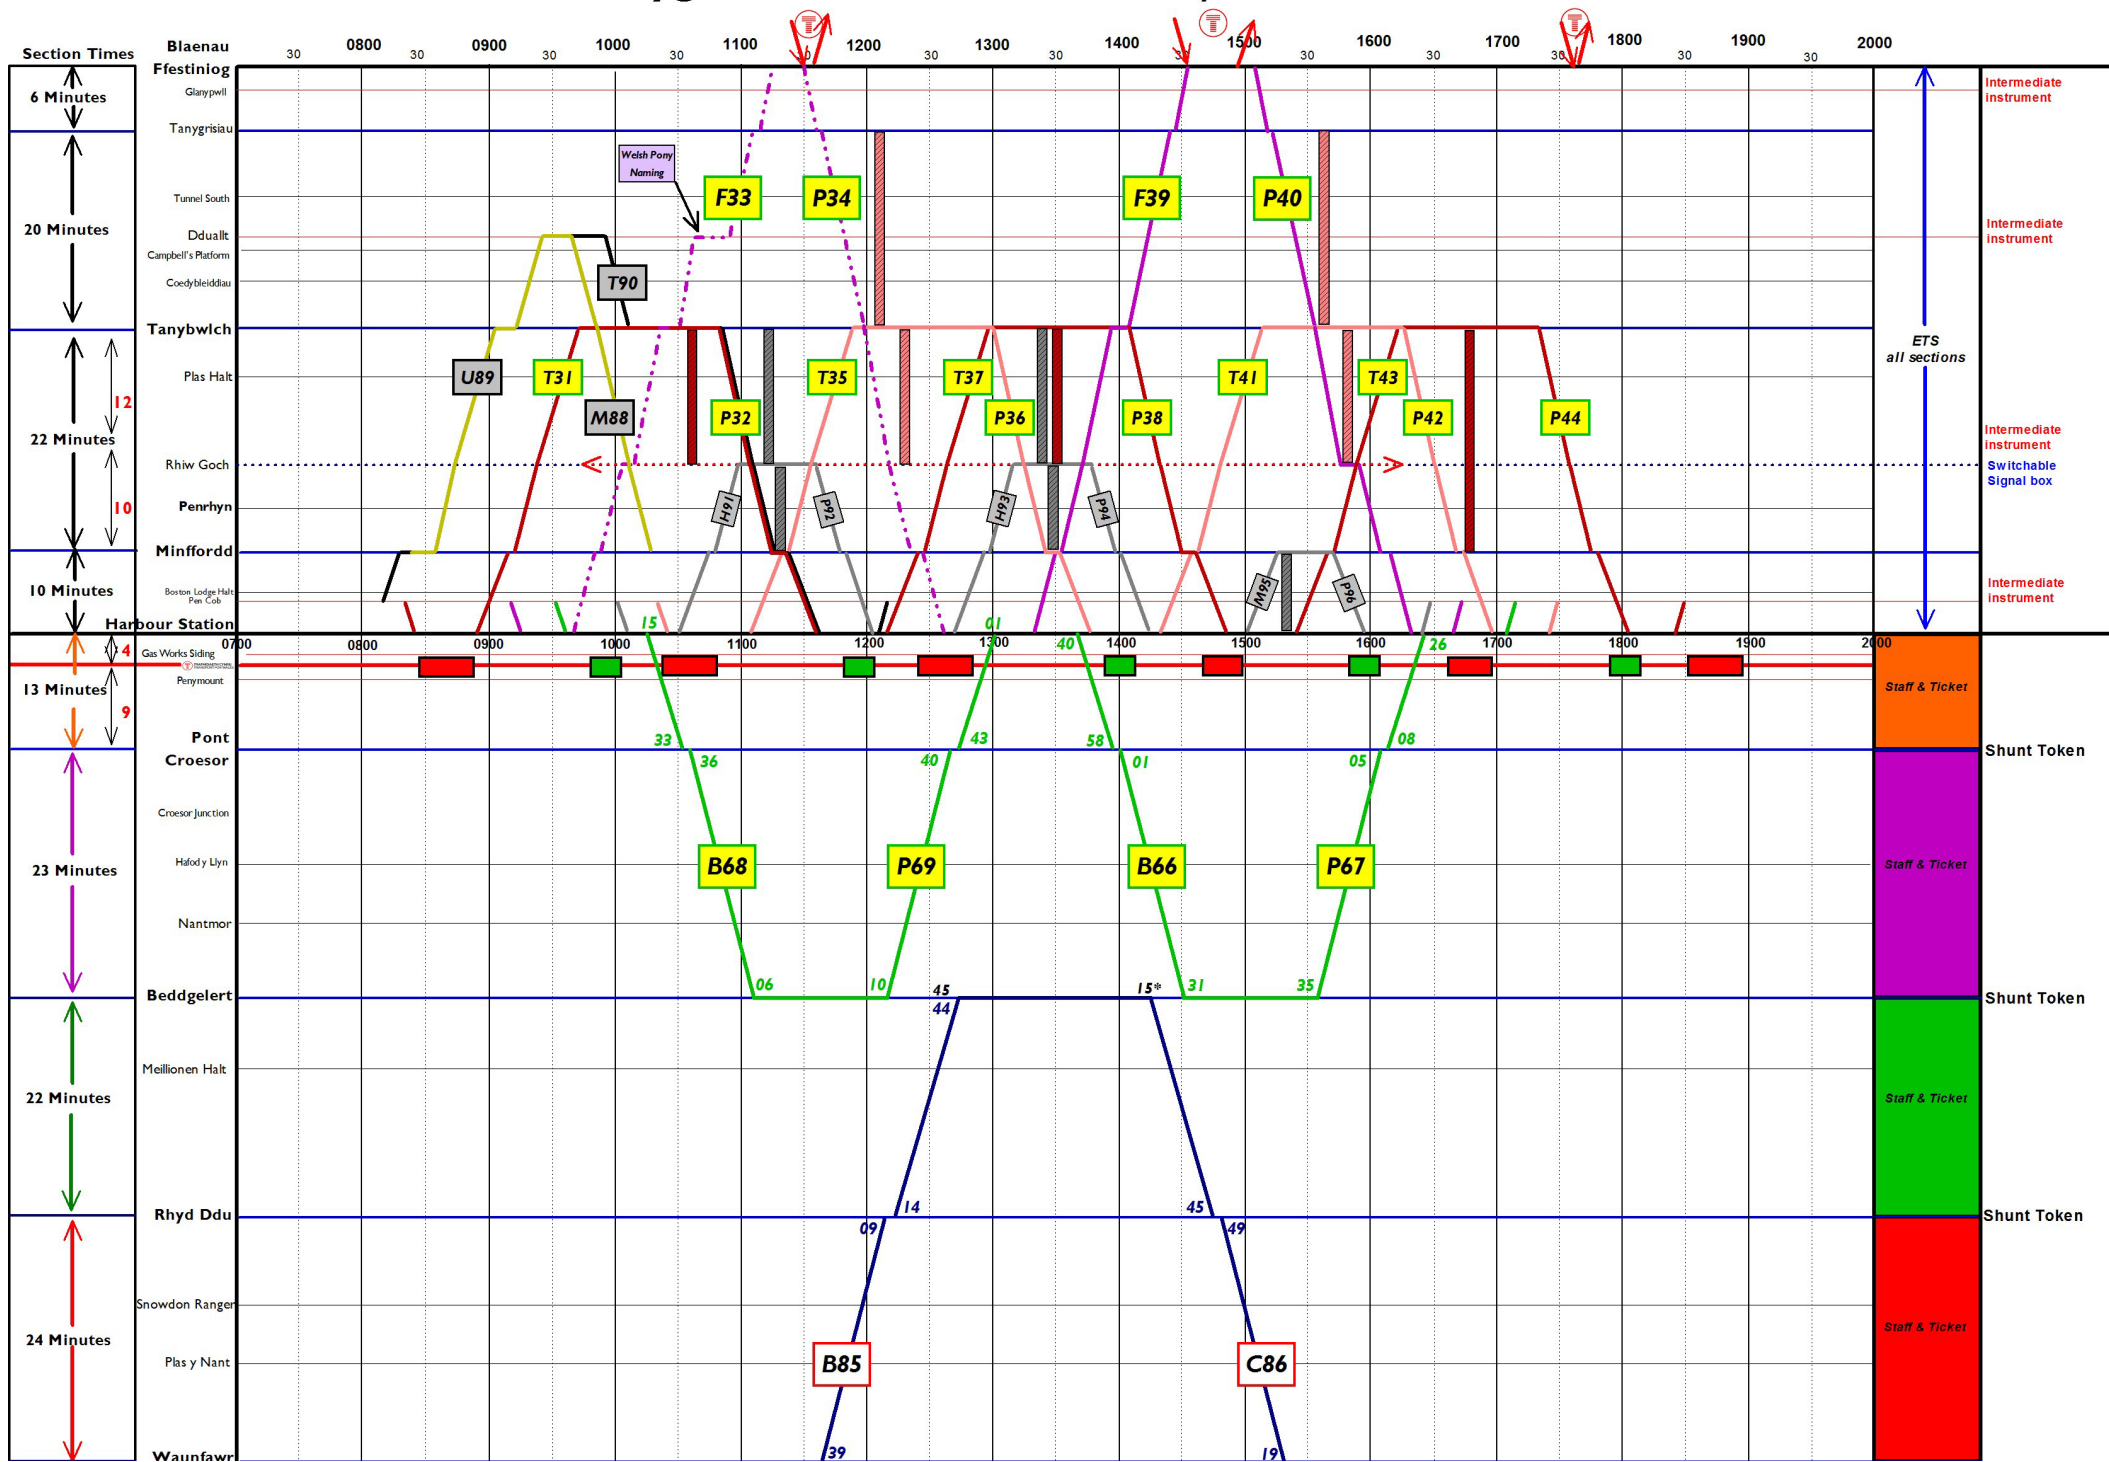 Section Times
Blaenau
Ffestiniog
30 0800 30 0900 30 1000 30 1100 1200 30 1300 30 1400 30 1500 30 1600 30 1700 30 1800 30 1900 30 2000
6 Minutes
Glanypwll
Intermediate
instrument
Tanygrisiau
Welsh Pony
Naming
Tunnel South
F33 P34 F39 P40
20 Minutes
Dduallt
Intermediate
instrument
Campbell's Platform
Coedybleiddiau
T90
Tanybwlch
ETS
all sections
Plas Halt
U89 T31 T35 T37 T41 T43
12
M88 P32 P36 P38 P42 P44
22 Minutes
Intermediate
instrument
Rhiw Goch
Switchable
Signal box
10
Penrhyn
H91 P92 H93 P94
Minffordd
10 Minutes
Boston Lodge Halt
Pen Cob
M95 P96
Intermediate
instrument
Harbour Station
15 01
0700 0800 0900 1000 1100 1200 1300 1400 1500 1600 1700 1800 1900 2000
4
Gas Works Siding
40 26
Penymount
13 Minutes
9
Staff & Ticket
Pont
Croesor
33 43 58 08
36 40 01 05
Shunt Token
Croesor Junction
Hafod y Llyn
23 Minutes
B68 P69 B66 P67
Staff & Ticket
Nantmor
06 10 45 15* 31 35
Beddgelert
44
Shunt Token
Meillionen Halt
22 Minutes
Staff & Ticket
14 45
Rhyd Ddu
09 49
Shunt Token
Snowdon Ranger
24 Minutes
Staff & Ticket
Plas y Nant
B85 C86
Waunfawr
39 19